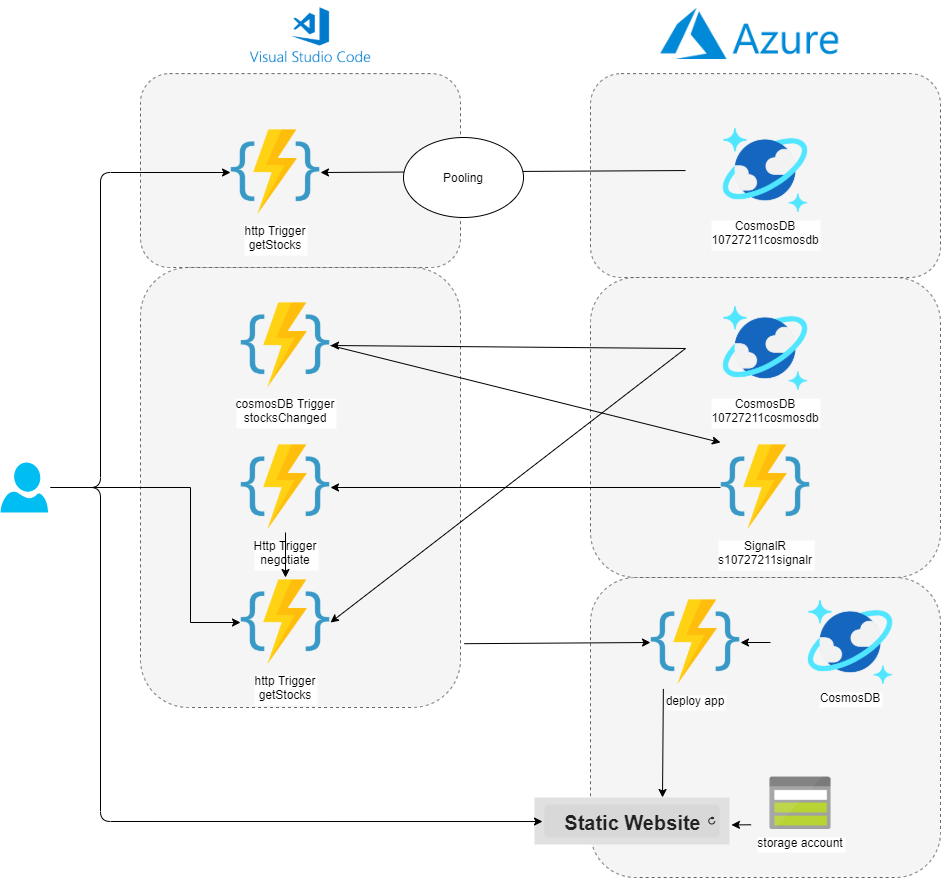 Visual Studio Code
Azure
Pooling
http Trigger
getStocks
CosmosDB
10727211cosmosdb
cosmosDB Trigger
stocksChanged
CosmosDB
10727211cosmosdb
Http Trigger
negotiate
SignalR
s10727211signalr
http Trigger
getStocks
deploy app
CosmosDB
Static Website
storage account